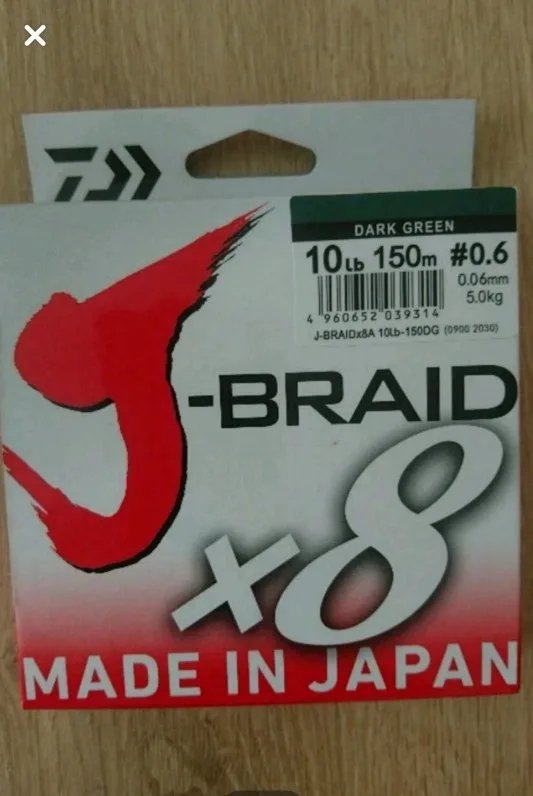 DARK GREEN
10lb 150m #0.6
0.06mm
5.0kg
4 960652 039314
J-BRAIDx8A 10Lb-150DG (0900 2030)
J-BRAID
x8
MADE IN JAPAN